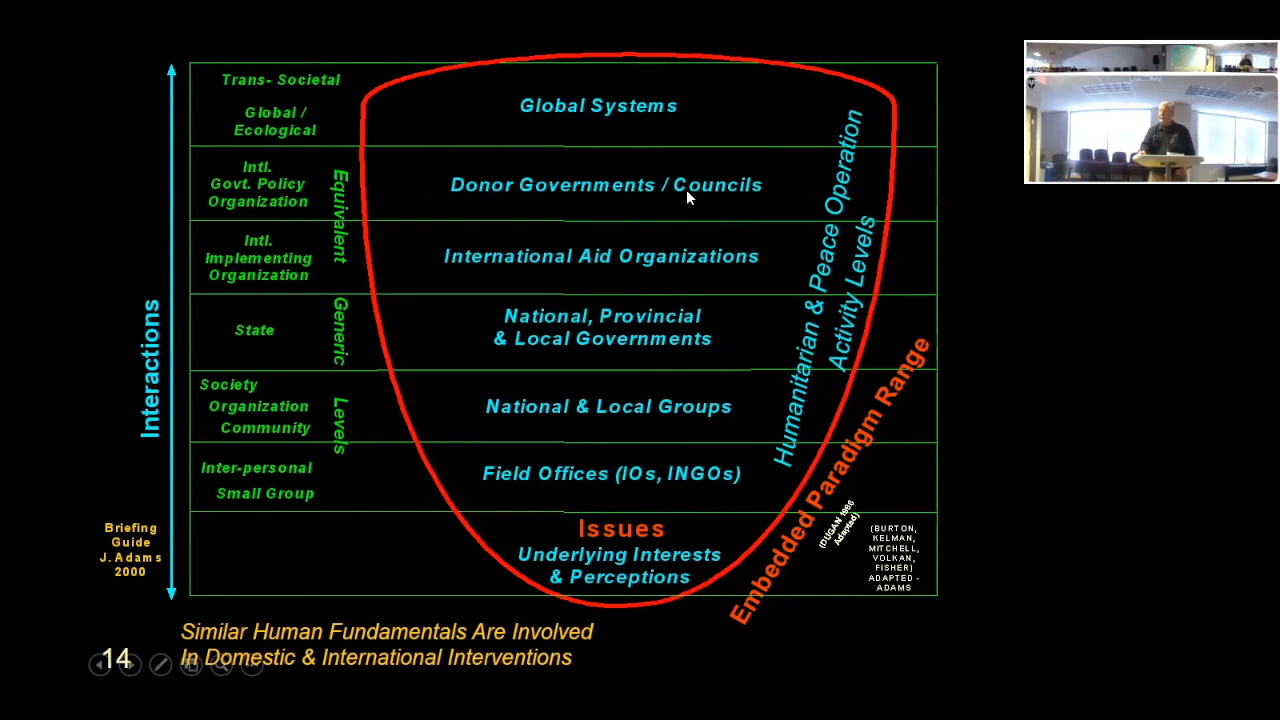 Trans- Societal
Global /
Ecological
Global Systems
Intl.
Govt. Policy
Organization
Donor Governments / Councils
Intl.
Implementing
Organization
International Aid Organizations
State
National, Provincial
& Local Governments
Society
Organization
Community
National & Local Groups
Inter-personal
Small Group
Field Offices (IOs, INGOs)
Equivalent
Generic
Levels
Humanitarian & Peace Operation
Activity Levels
Interactions
Issues
Underlying Interests
& Perceptions
Embedded Paradigm Range
(DUGAN 1966
Adapted)
(BURTON,
KELMAN,
MITCHELL,
VOLKAN,
FISHER)
ADAPTED -
ADAMS
Briefing
Guide
J. Adams
2000
Similar Human Fundamentals Are Involved
In Domestic & International Interventions
14